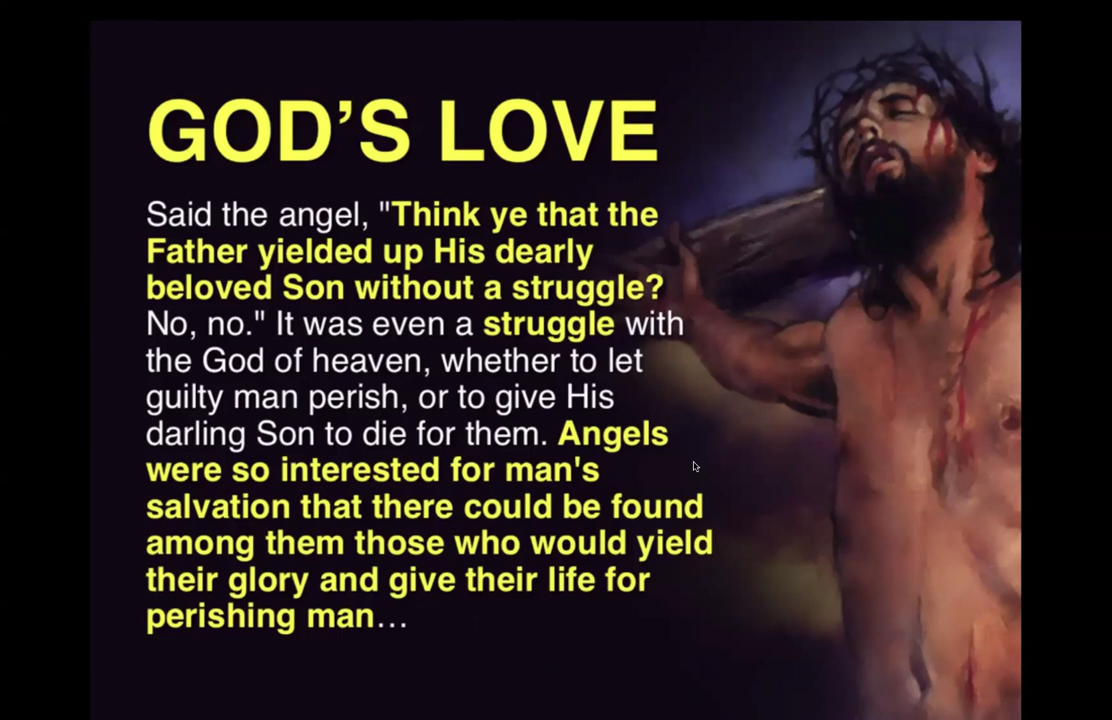 GOD’S LOVE
Said the angel, "Think ye that the
Father yielded up His dearly
beloved Son without a struggle?
No, no." It was even a struggle with
the God of heaven, whether to let
guilty man perish, or to give His
darling Son to die for them. Angels
were so interested for man's
salvation that there could be found
among them those who would yield
their glory and give their life for
perishing man…